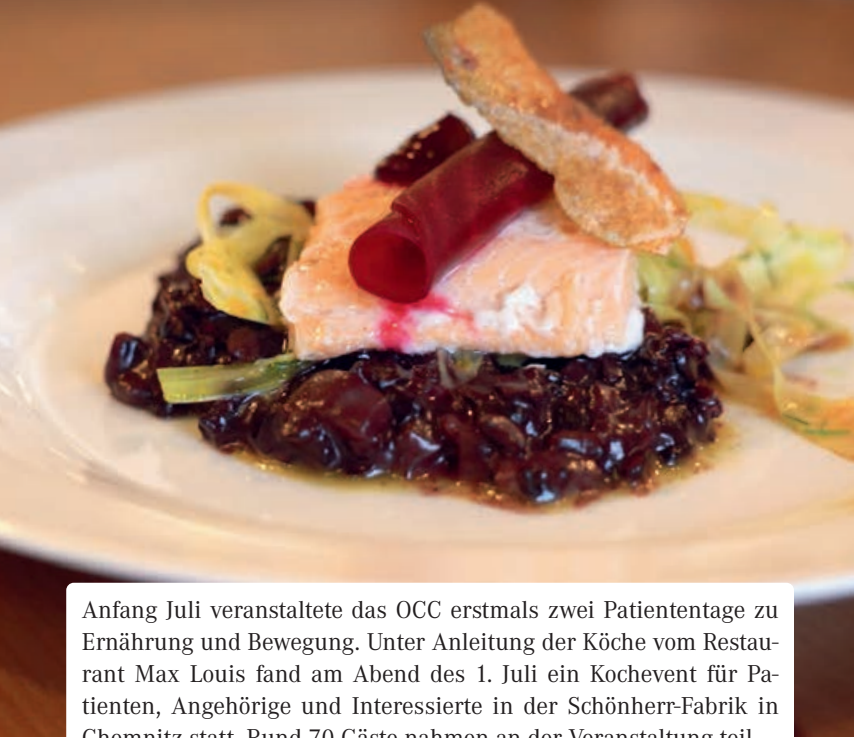 Anfang Juli veranstaltete das OCC erstmals zwei Patiententage zu
Ernährung und Bewegung. Unter Anleitung der Köche vom Restau-
rant Max Louis fand am Abend des 1. Juli ein Kochevent für Pa-
tienten, Angehörige und Interessierte in der Schönherr-Fabrik in
Chemnitz statt. Rund 70 Gäste nahmen an der Veranstaltung teil.